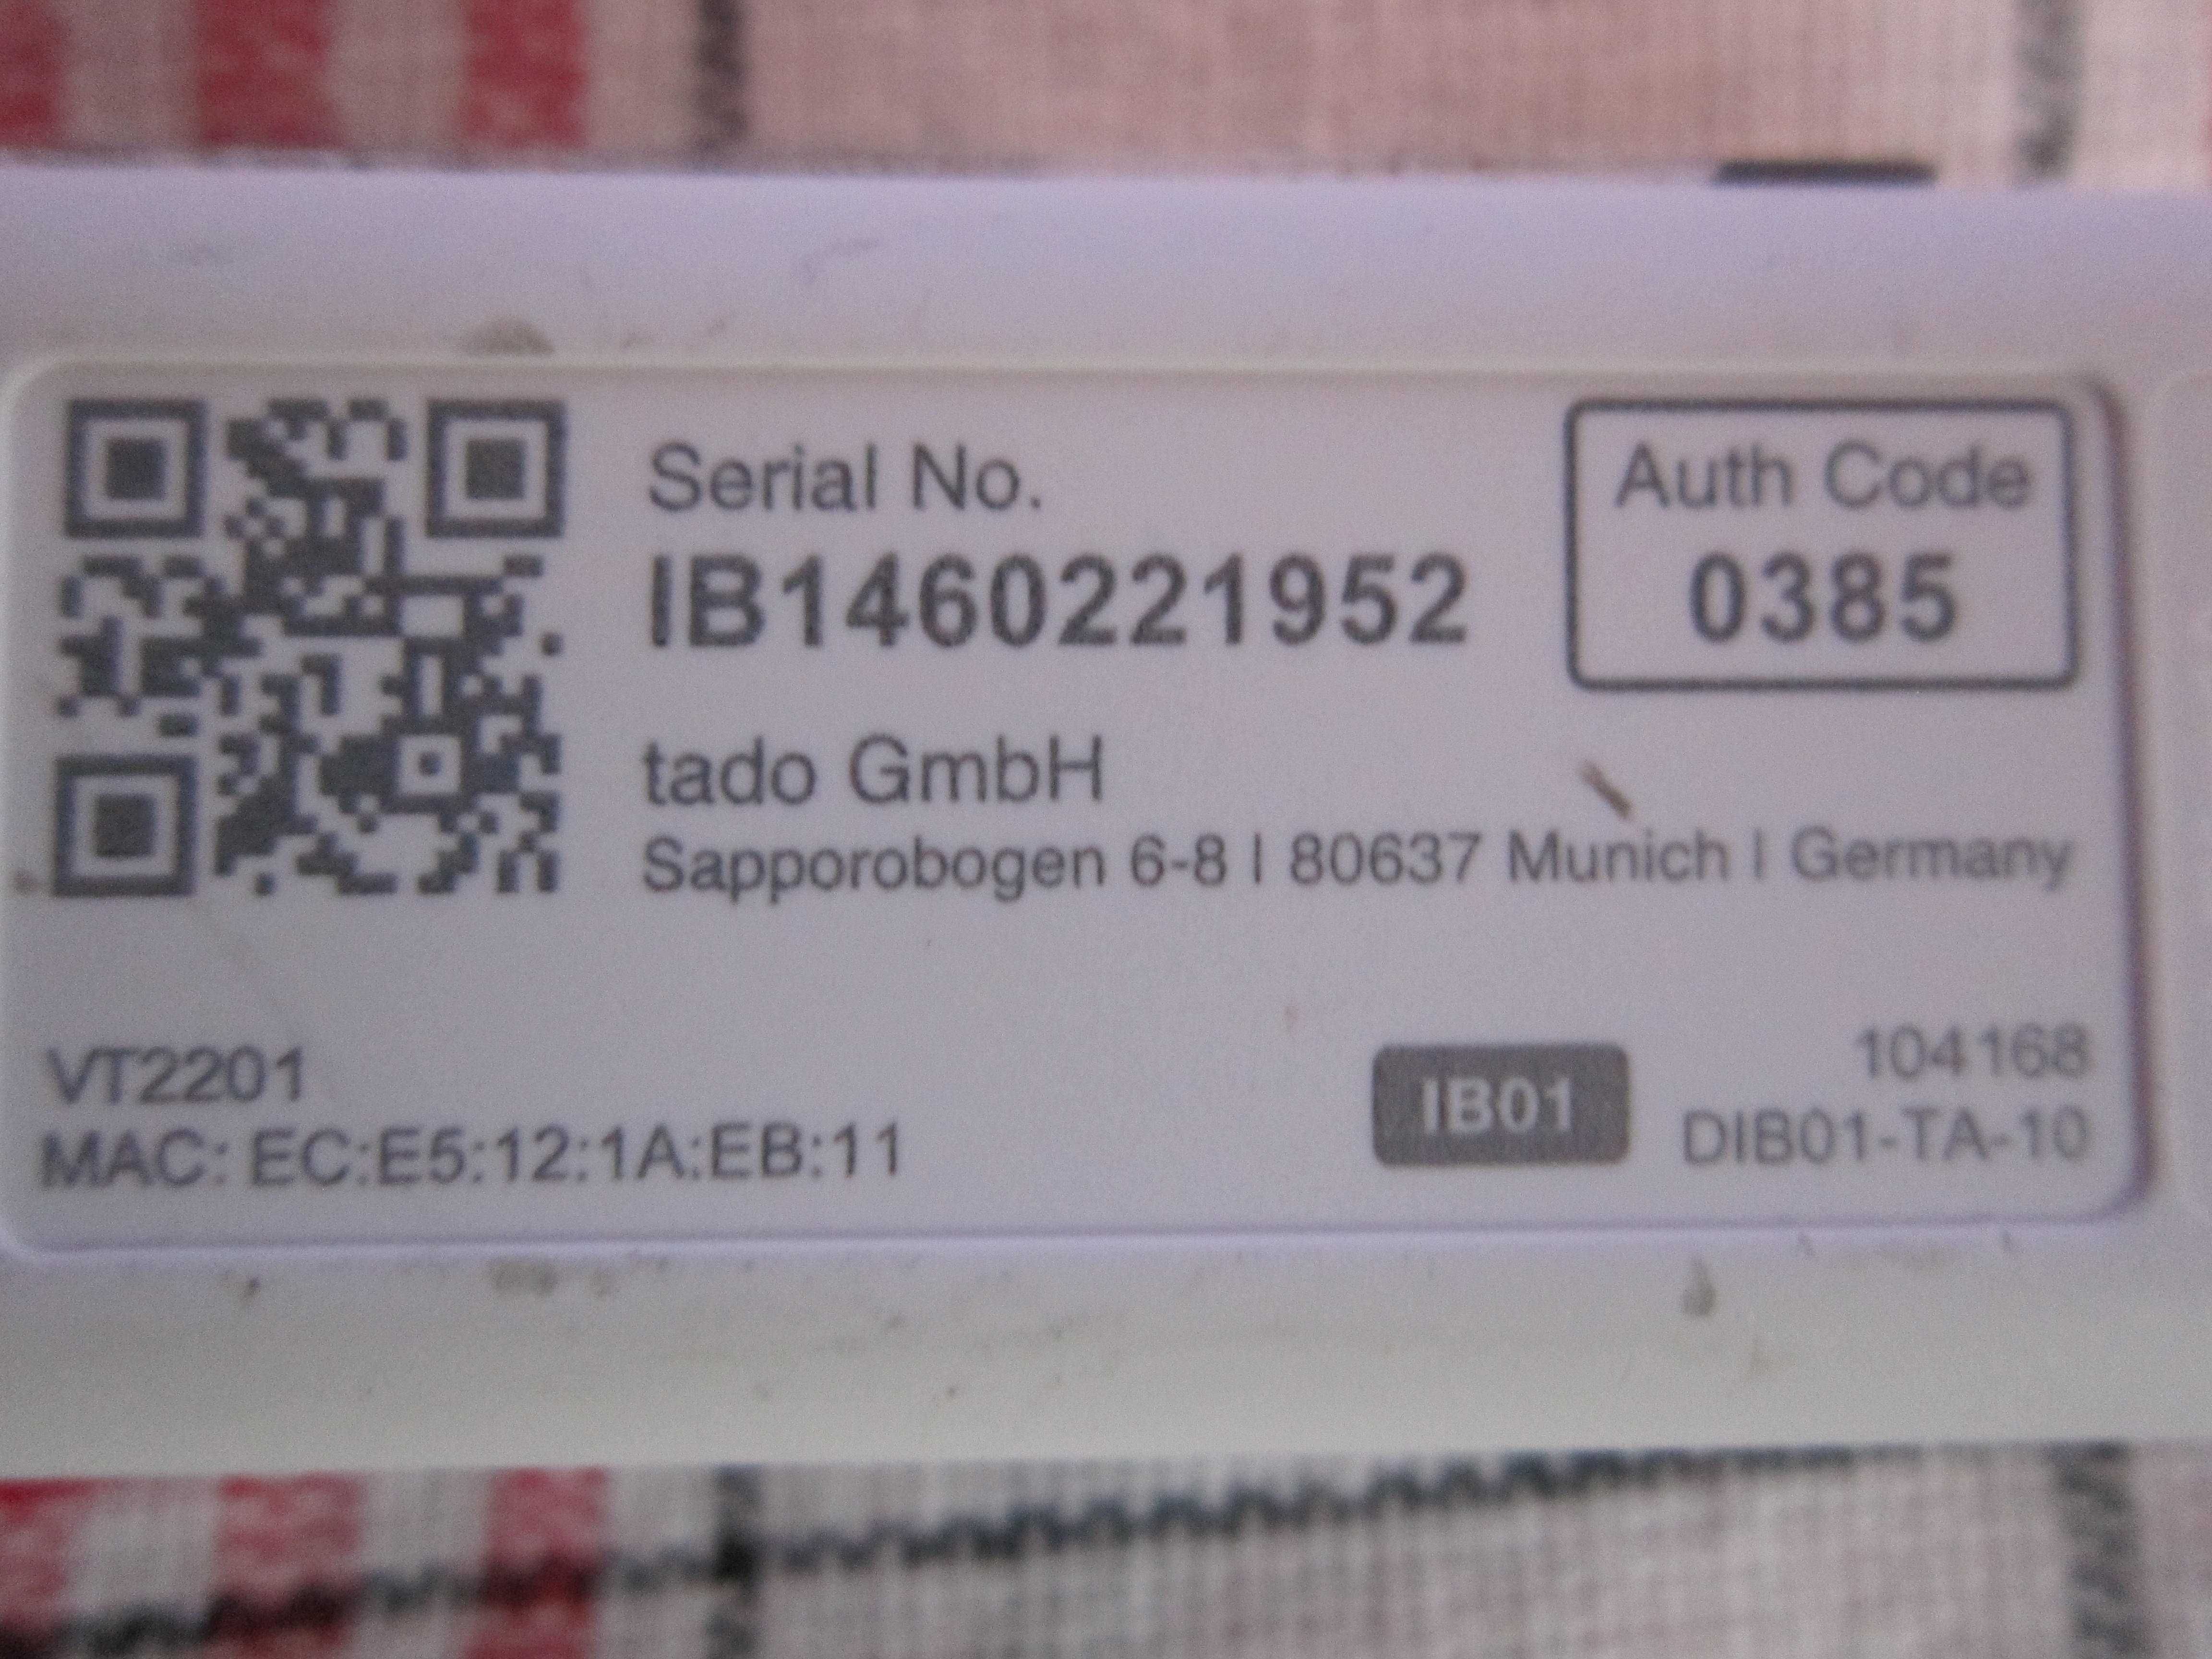 Serial No.
IB1460221952
Auth Code
0385
tado GmbH
Sapporobogen 6-8 | 80637 Munich | Germany
VT2201
MAC: EC:E5:12:1A:EB:11
IB01
104168
DIB01-TA-10